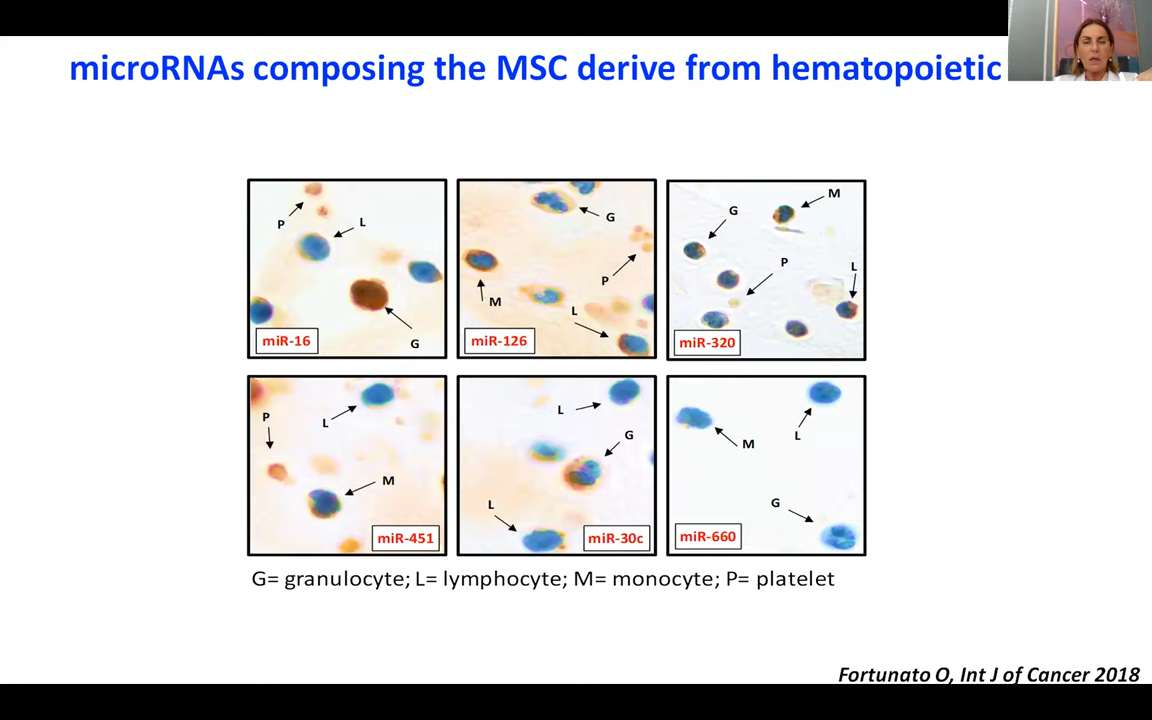 microRNAs composing the MSC derive from hematopoietic
P
L
G
miR-16
G
M
P
L
miR-126
M
G
P
L
miR-320
P
L
M
miR-451
L
G
L
miR-30c
L
M
G
miR-660
G= granulocyte; L= lymphocyte; M= monocyte; P= platelet
Fortunato O, Int J of Cancer 2018